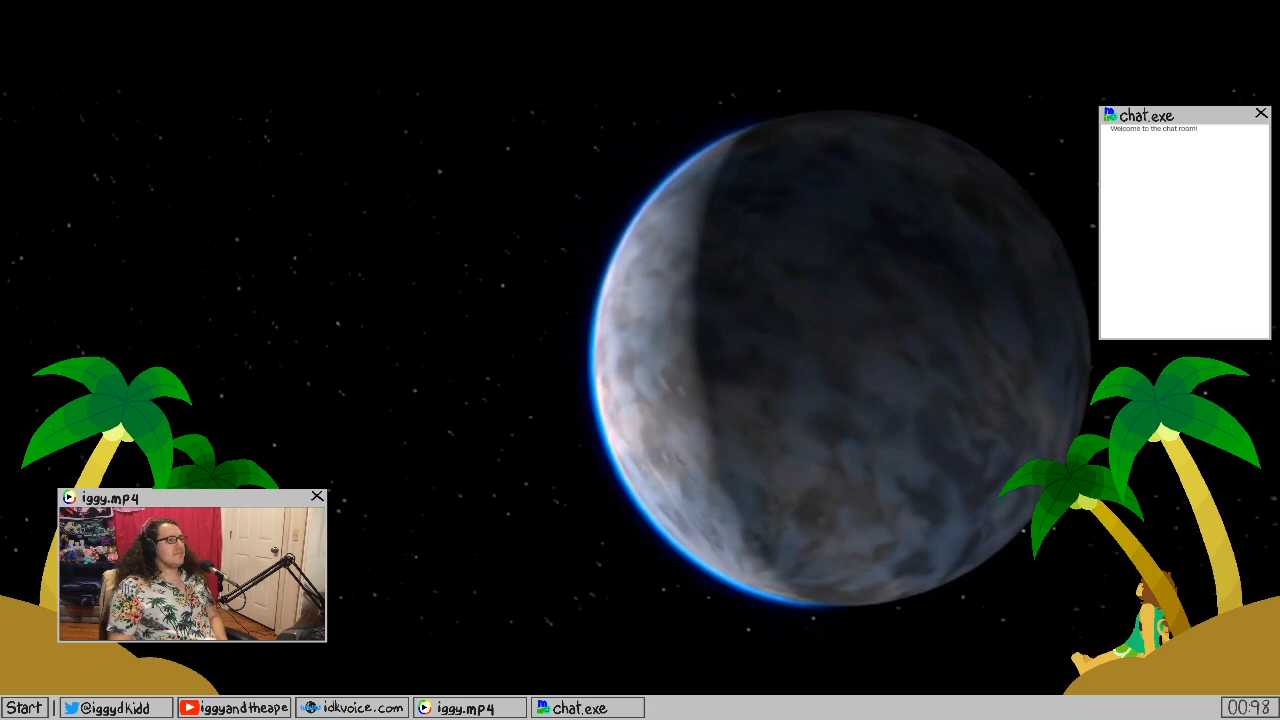 chat.exe
Welcome to the chat room!
iggy.mp4
Start | @iggydkidd iggyandtheape www idkvoice.com iggy.mp4 chat.exe 00:98